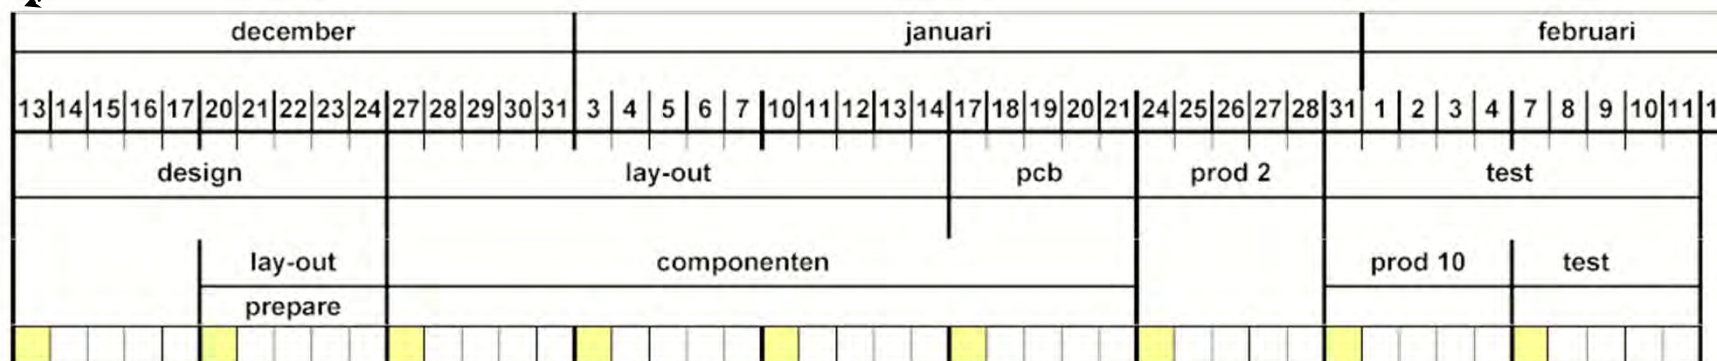 december januari februari
13 14 15 16 17 20 21 22 23 24 27 28 29 30 31 3 4 5 6 7 10 11 12 13 14 17 18 19 20 21 24 25 26 27 28 31 1 2 3 4 7 8 9 10 11 1
design lay-out pcb prod 2 test
lay-out componenten prod 10 test
prepare